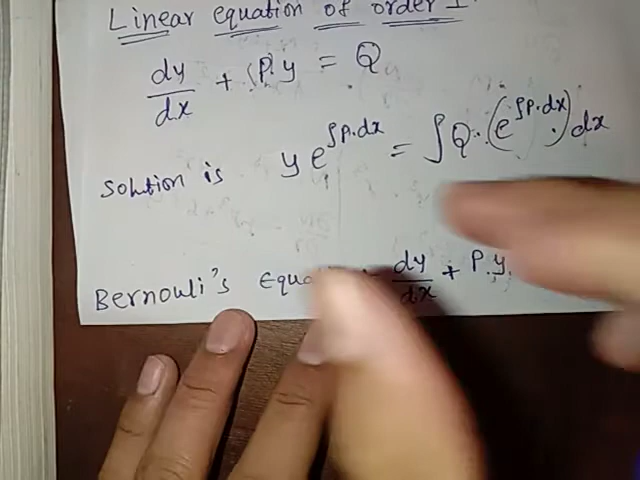 Linear equation of order I.
dy/dx + P.y = Q
Solution is y e^∫P.dx = ∫Q.(e^∫P.dx)dx
Bernouli's dy/dx + P.y